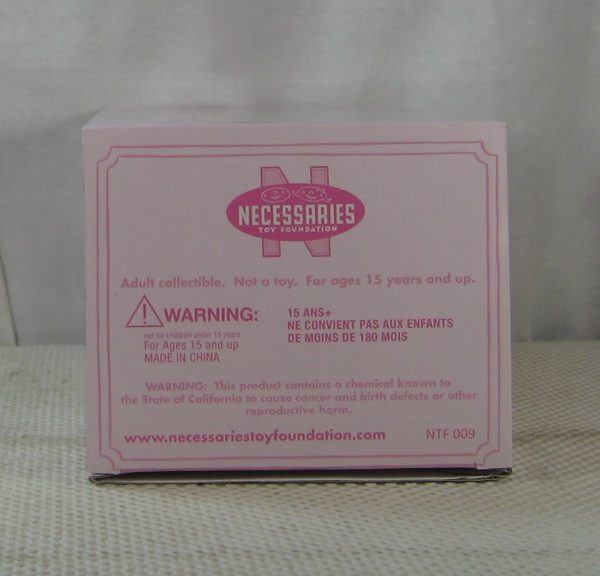 N
NECESSARIES
TOY FOUNDATION
Adult collectible. Not a toy. For ages 15 years and up.
WARNING:
not for children under 15 years
For Ages 15 and up
MADE IN CHINA
15 ANS+
NE CONVIENT PAS AUX ENFANTS
DE MOINS DE 180 MOIS
WARNING: This product contains a chemical known to
the State of California to cause cancer and birth defects or other
reproductive harm.
www.necessariestoyfoundation.com
NTF 009